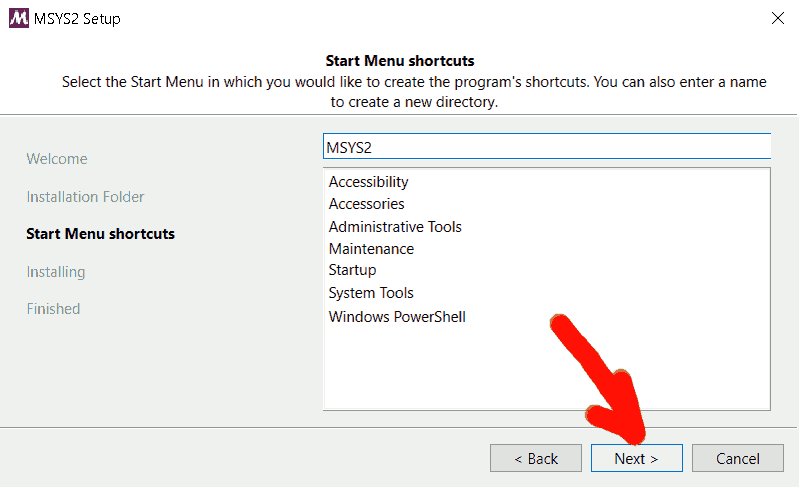 MSYS2 Setup
Start Menu shortcuts
Select the Start Menu in which you would like to create the program's shortcuts. You can also enter a name
to create a new directory.
Welcome
Installation Folder
Start Menu shortcuts
Installing
Finished
MSYS2
Accessibility
Accessories
Administrative Tools
Maintenance
Startup
System Tools
Windows PowerShell
< Back
Next >
Cancel